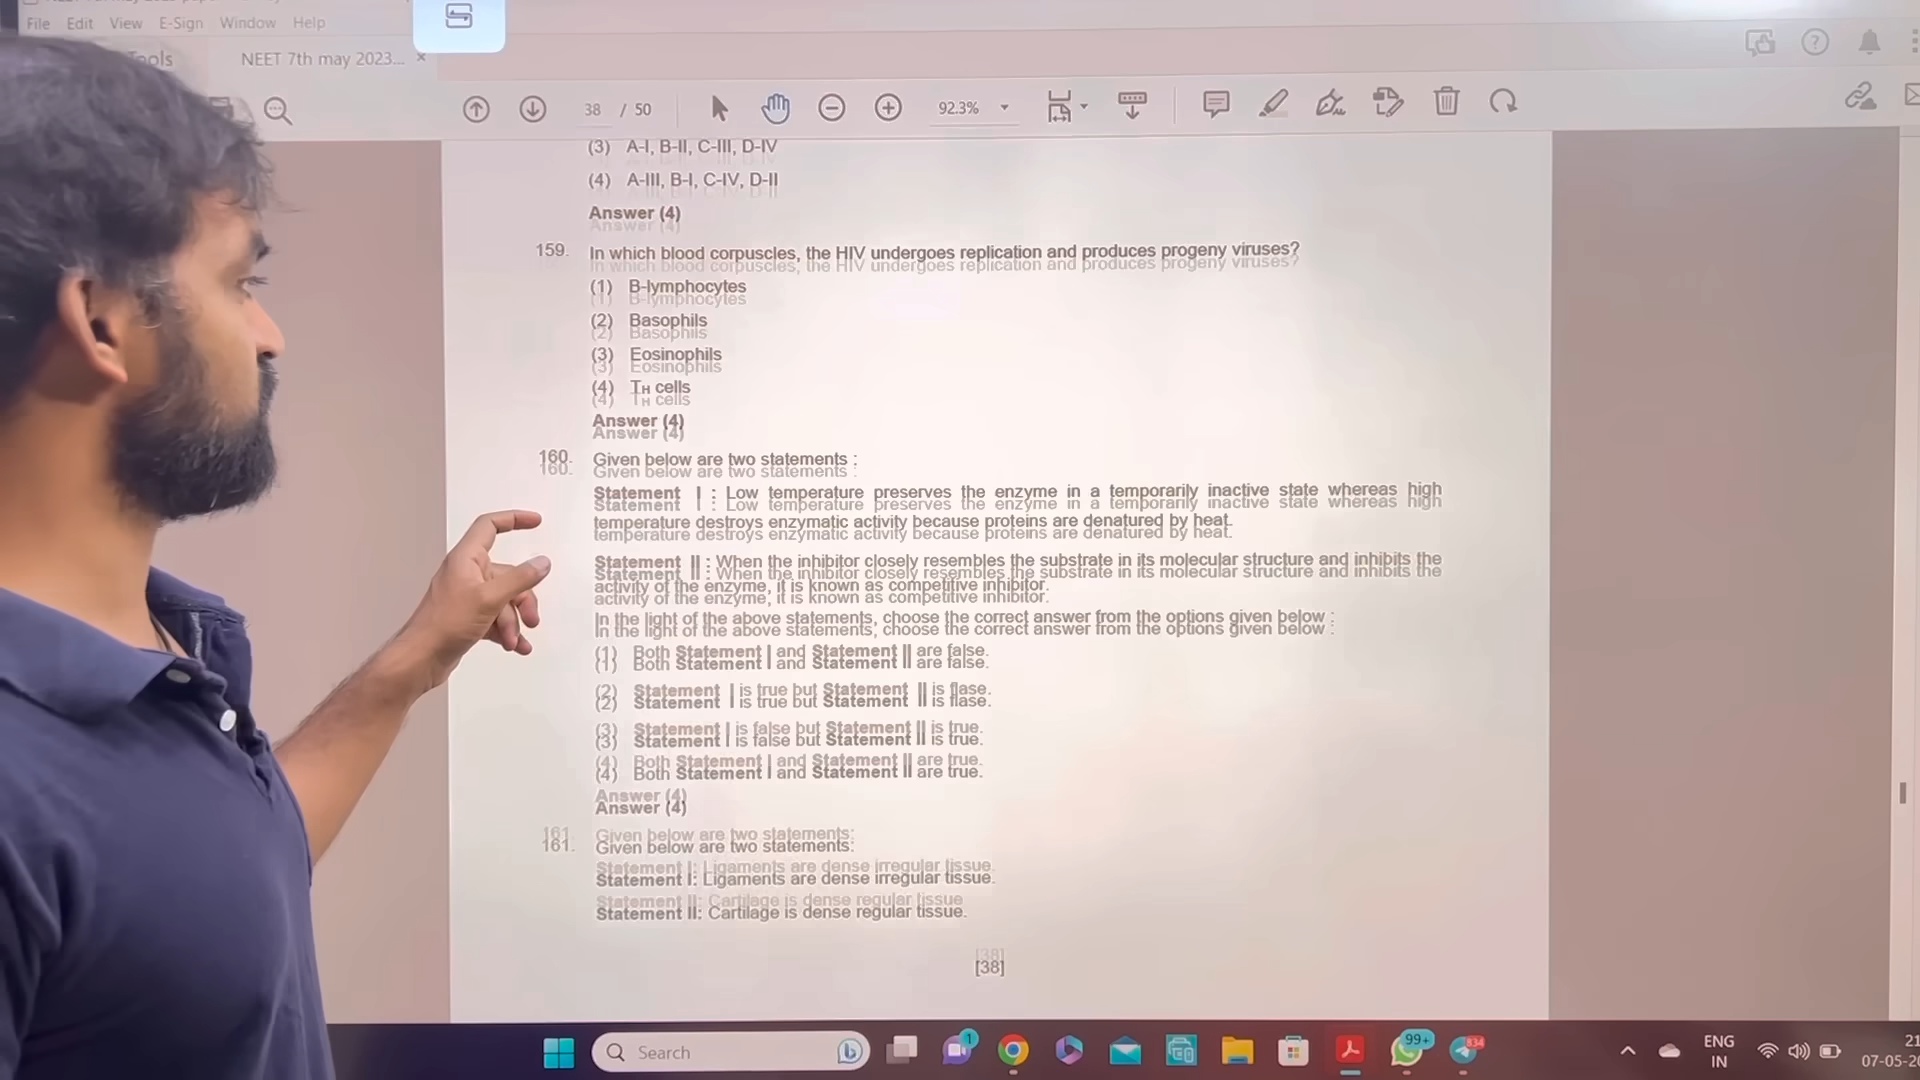 File Edit View E-Sign Window Help
Tools NEET 7th may 2023... ×
38 / 50 92.3%
(3) A-I, B-II, C-III, D-IV
(4) A-III, B-I, C-IV, D-II
Answer (4)
159. In which blood corpuscles, the HIV undergoes replication and produces progeny viruses?
(1) B-lymphocytes
(2) Basophils
(3) Eosinophils
(4) TH cells
Answer (4)
160. Given below are two statements :
Statement I : Low temperature preserves the enzyme in a temporarily inactive state whereas high
temperature destroys enzymatic activity because proteins are denatured by heat.
Statement II : When the inhibitor closely resembles the substrate in its molecular structure and inhibits the
activity of the enzyme, it is known as competitive inhibitor.
In the light of the above statements, choose the correct answer from the options given below :
(1) Both Statement I and Statement II are false.
(2) Statement I is true but Statement II is flase.
(3) Statement I is false but Statement II is true.
(4) Both Statement I and Statement II are true.
Answer (4)
161. Given below are two statements:
Statement I: Ligaments are dense irregular tissue.
Statement II: Cartilage is dense regular tissue.
[38]
Search
1
99+
834
ENG
IN
21
07-05-20